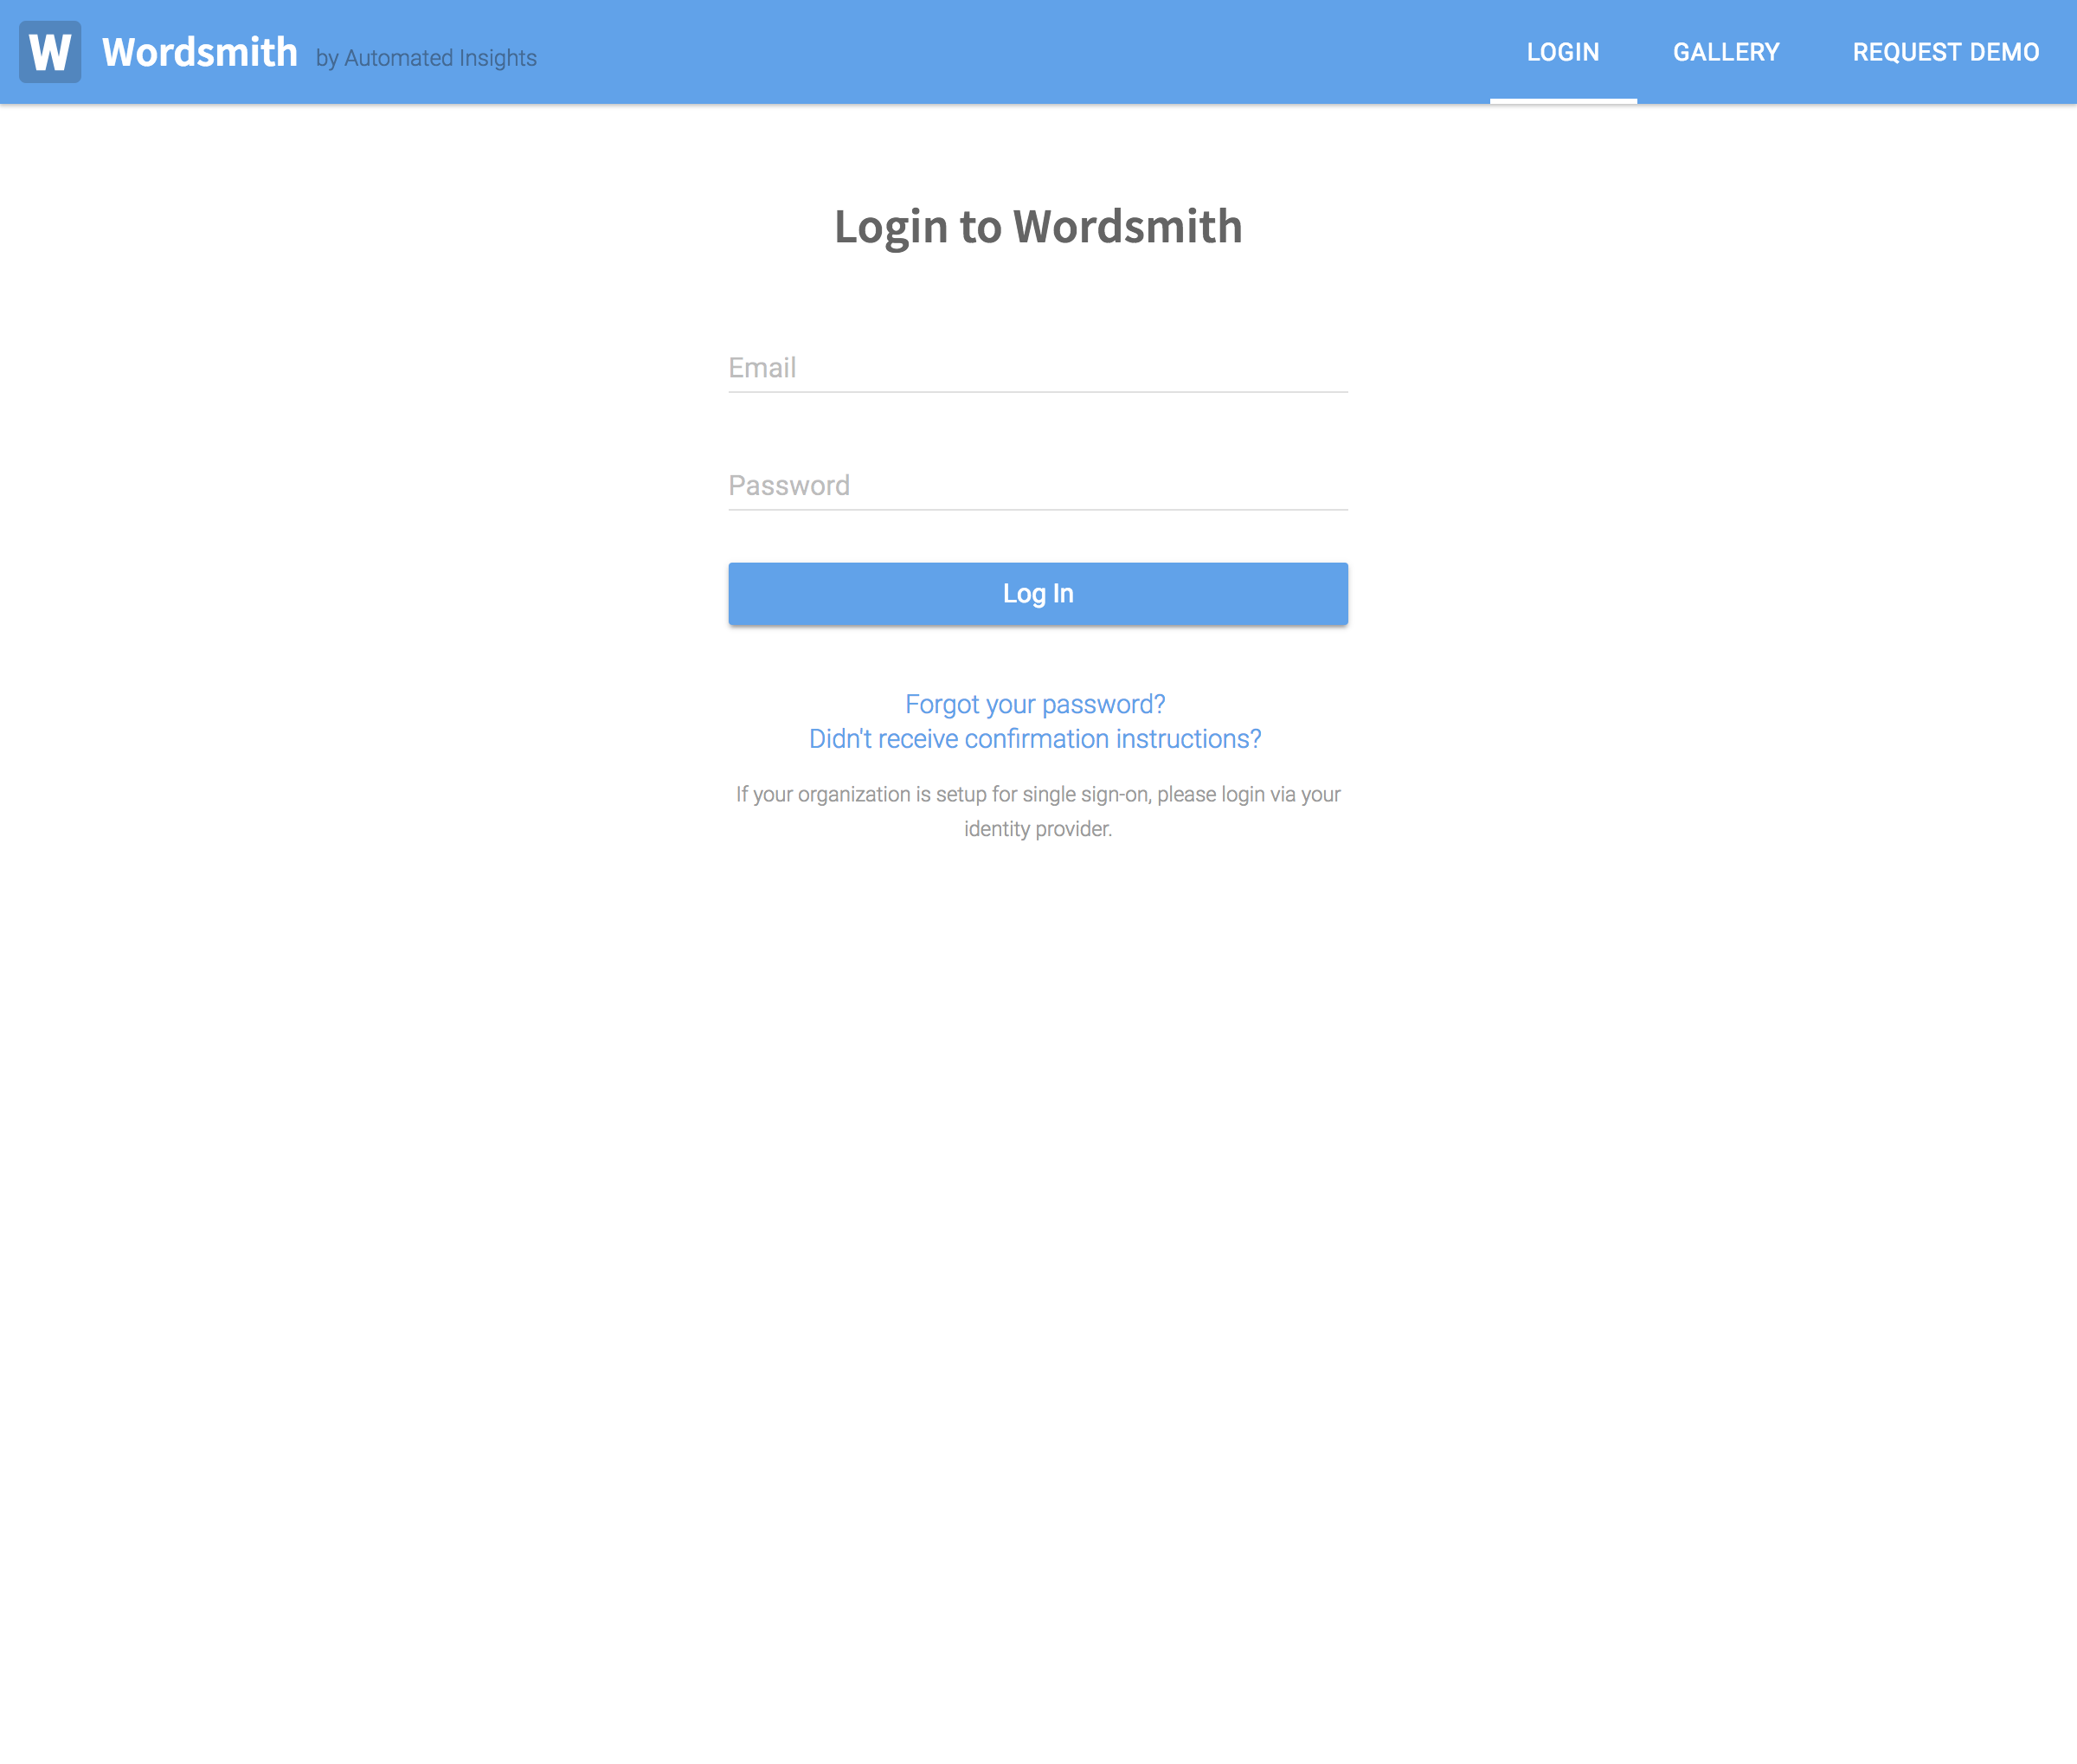 W Wordsmith by Automated Insights LOGIN GALLERY REQUEST DEMO
Login to Wordsmith
Email
Password
Log In
Forgot your password?
Didn't receive confirmation instructions?
If your organization is setup for single sign-on, please login via your
identity provider.